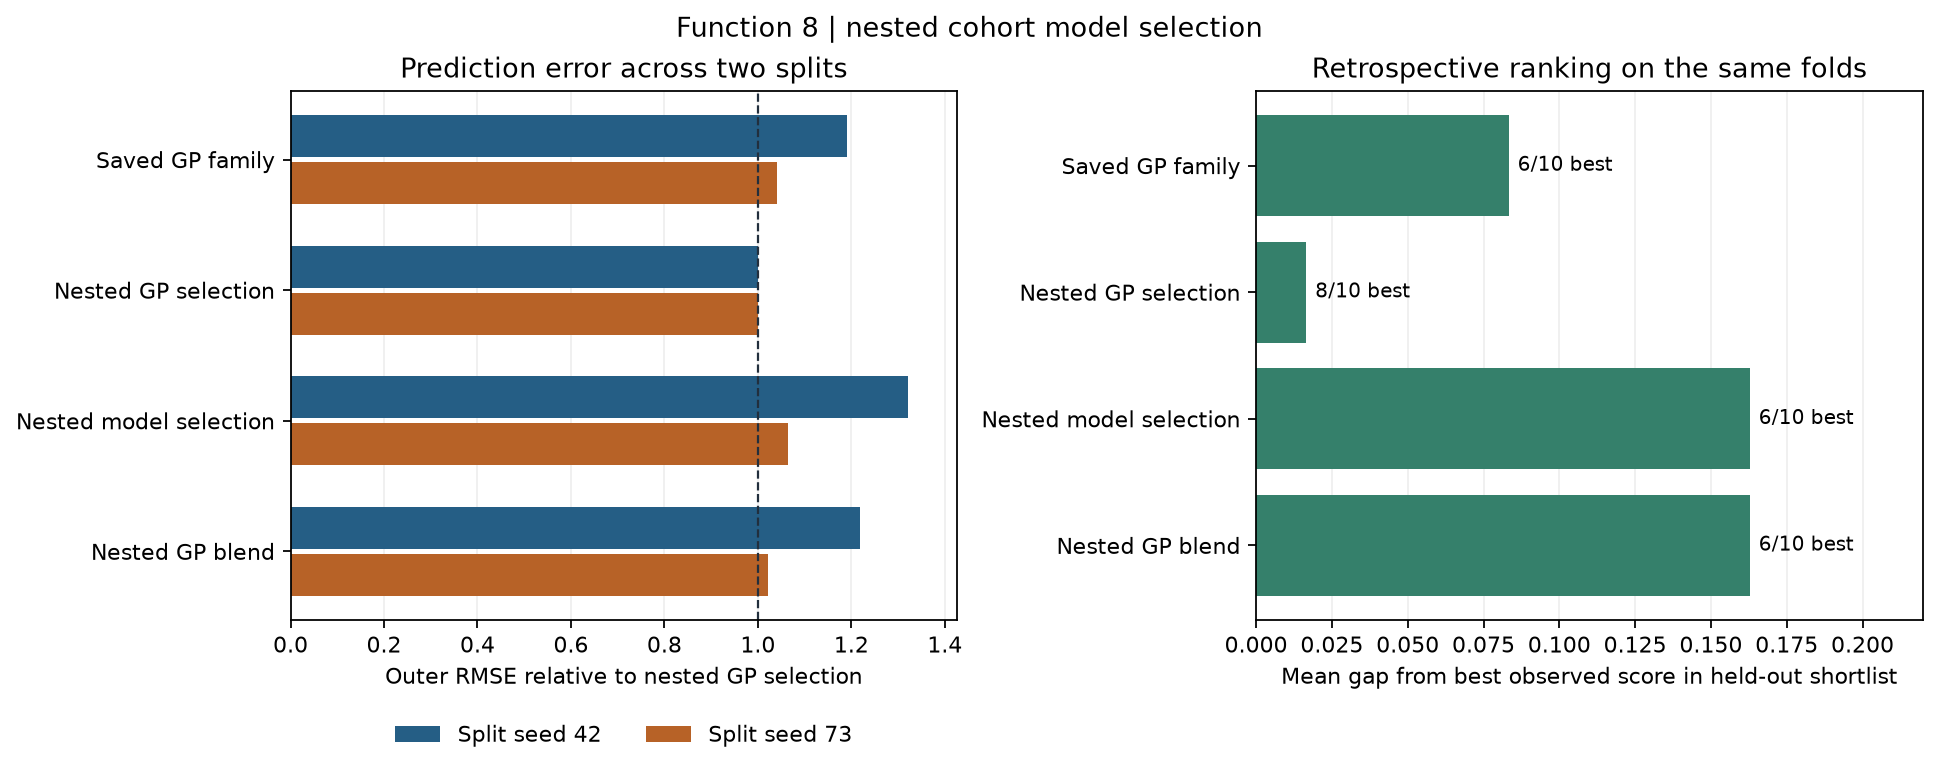 Function 8 | nested cohort model selection
Prediction error across two splits
Saved GP family
Nested GP selection
Nested model selection
Nested GP blend
0.0 0.2 0.4 0.6 0.8 1.0 1.2 1.4
Outer RMSE relative to nested GP selection
Split seed 42 Split seed 73
Retrospective ranking on the same folds
Saved GP family 6/10 best
Nested GP selection 8/10 best
Nested model selection 6/10 best
Nested GP blend 6/10 best
0.000 0.025 0.050 0.075 0.100 0.125 0.150 0.175 0.200
Mean gap from best observed score in held-out shortlist